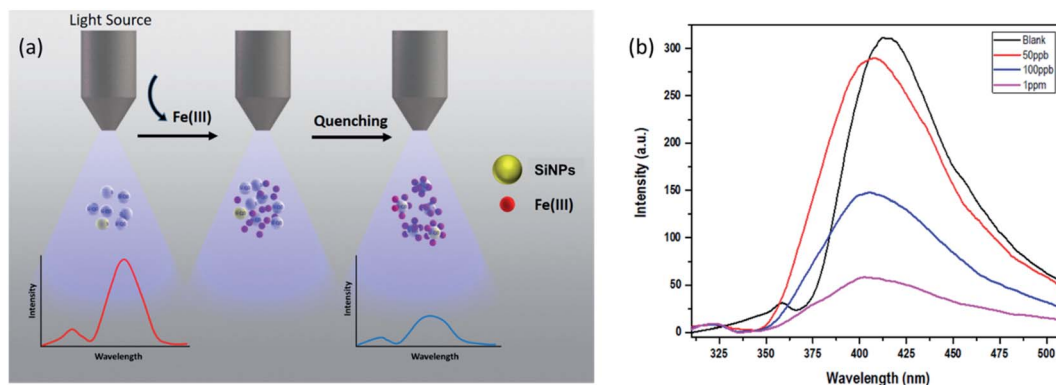 (a)
Light Source
Fe(III)
Quenching
SiNPs
Fe(III)
Intensity
Wavelength
Intensity
Wavelength
(b)
Blank
50ppb
100ppb
1ppm
300
250
200
150
100
50
0
Intensity (a.u.)
325 350 375 400 425 450 475 500
Wavelength (nm)